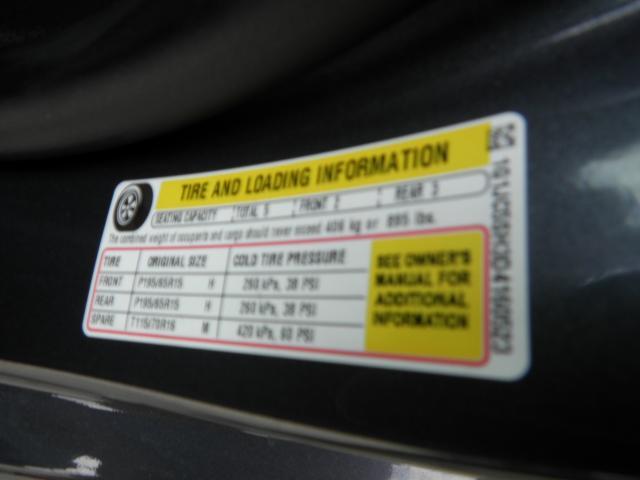 TIRE AND LOADING INFORMATION
SEATING CAPACITY TOTAL 5 FRONT 2 REAR 3
The combined weight of occupants and cargo should never exceed 406 kg or 895 lbs.
TIRE ORIGINAL SIZE COLD TIRE PRESSURE
FRONT P195/65R15 H 260 kPa, 38 PSI
REAR P195/65R15 H 260 kPa, 38 PSI
SPARE T115/70R16 M 420 kPa, 60 PSI
SEE OWNER'S
MANUAL FOR
ADDITIONAL
INFORMATION